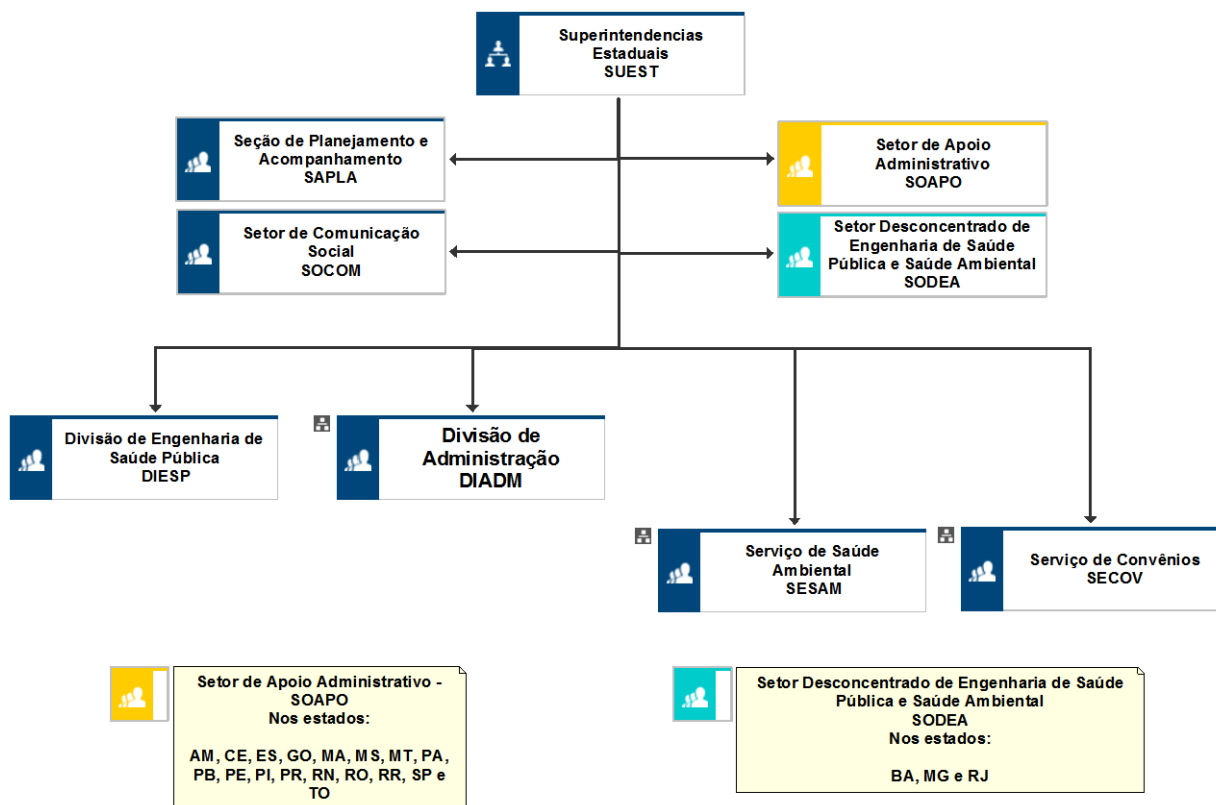 Superintendencias
Estaduais
SUEST
Seção de Planejamento e
Acompanhamento
SAPLA
Setor de Apoio
Administrativo
SOAPO
Setor de Comunicação
Social
SOCOM
Setor Desconcentrado de
Engenharia de Saúde
Pública e Saúde Ambiental
SODEA
Divisão de Engenharia de
Saúde Pública
DIESP
Divisão de
Administração
DIADM
Serviço de Saúde
Ambiental
SESAM
Serviço de Convênios
SECOV
Setor de Apoio Administrativo -
SOAPO
Nos estados:
AM, CE, ES, GO, MA, MS, MT, PA,
PB, PE, PI, PR, RN, RO, RR, SP e
TO
Setor Desconcentrado de Engenharia de Saúde
Pública e Saúde Ambiental
SODEA
Nos estados:
BA, MG e RJ